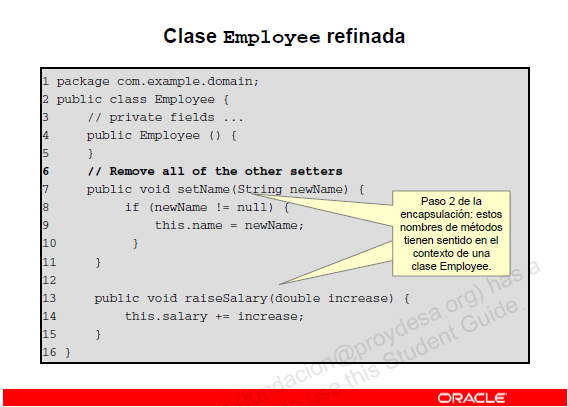 Clase Employee refinada
1 package com.example.domain;
2 public class Employee {
3     // private fields ...
4     public Employee () {
5     }
6     // Remove all of the other setters
7     public void setName(String newName) {
8          if (newName != null) {
9              this.name = newName;
10          }
11     }
12
13     public void raiseSalary(double increase) {
14         this.salary += increase;
15     }
16 }
Paso 2 de la
encapsulación: estos
nombres de métodos
tienen sentido en el
contexto de una
clase Employee.
(fundacion@proydesa.org) has a
to use this Student Guide.
ORACLE